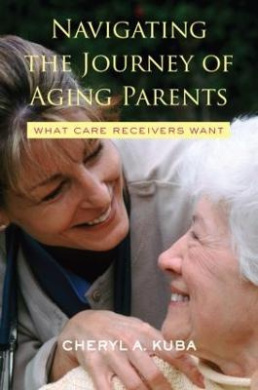 NAVIGATING
THE JOURNEY OF
AGING PARENTS
WHAT CARE RECEIVERS WANT
CHERYL A. KUBA